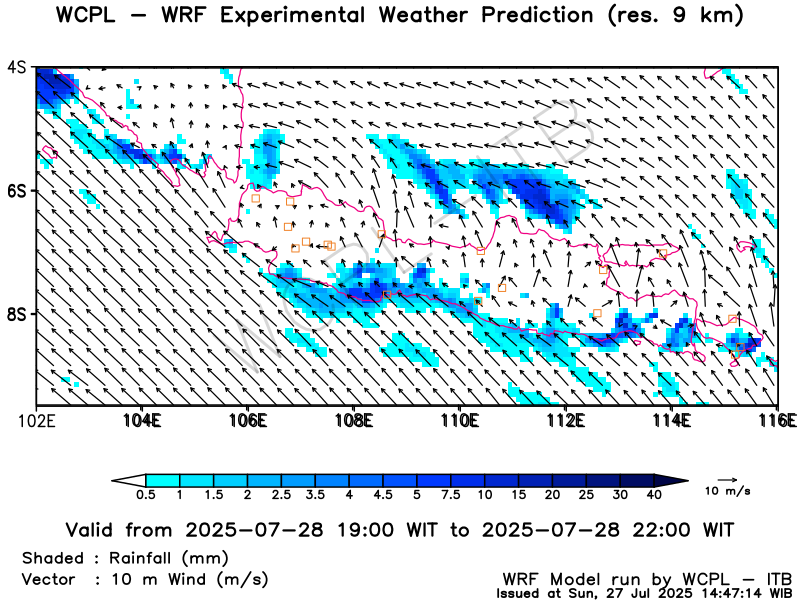 WCPL – WRF Experimental Weather Prediction (res. 9 km)
4S
6S
8S
102E 104E 106E 108E 110E 112E 114E 116E
WCPL-ITB
0.5 1 1.5 2 2.5 3.5 4 4.5 5 7.5 10 15 20 25 30 40
10 m/s
Valid from 2025-07-28 19:00 WIT to 2025-07-28 22:00 WIT
Shaded : Rainfall (mm)
Vector : 10 m Wind (m/s)
WRF Model run by WCPL – ITB
Issued at Sun, 27 Jul 2025 14:47:14 WIB